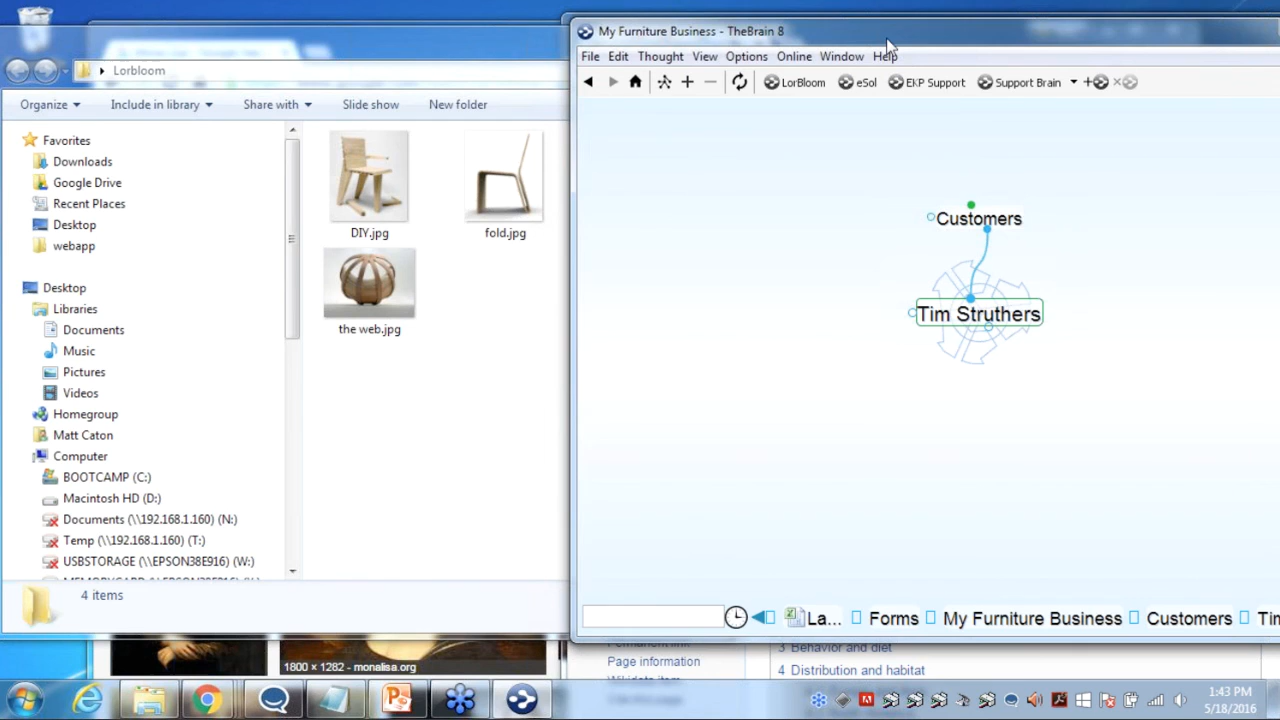 Lorbloom
Organize
Include in library
Share with
Slide show
New folder
Favorites
Downloads
Google Drive
Recent Places
Desktop
webapp
Desktop
Libraries
Documents
Music
Pictures
Videos
Homegroup
Matt Caton
Computer
BOOTCAMP (C:)
Macintosh HD (D:)
Documents (\\192.168.1.160) (N:)
Temp (\\192.168.1.160) (T:)
USBSTORAGE (\\EPSON38E916) (W:)
DIY.jpg
fold.jpg
the web.jpg
4 items
My Furniture Business - TheBrain 8
File Edit Thought View Options Online Window Help
LorBloom eSol EKP Support Support Brain
Customers
Tim Struthers
La... Forms My Furniture Business Customers Tim
1800 × 1282 - monalisa.org
Page information
3 Behavior and diet
4 Distribution and habitat
1:43 PM
5/18/2016